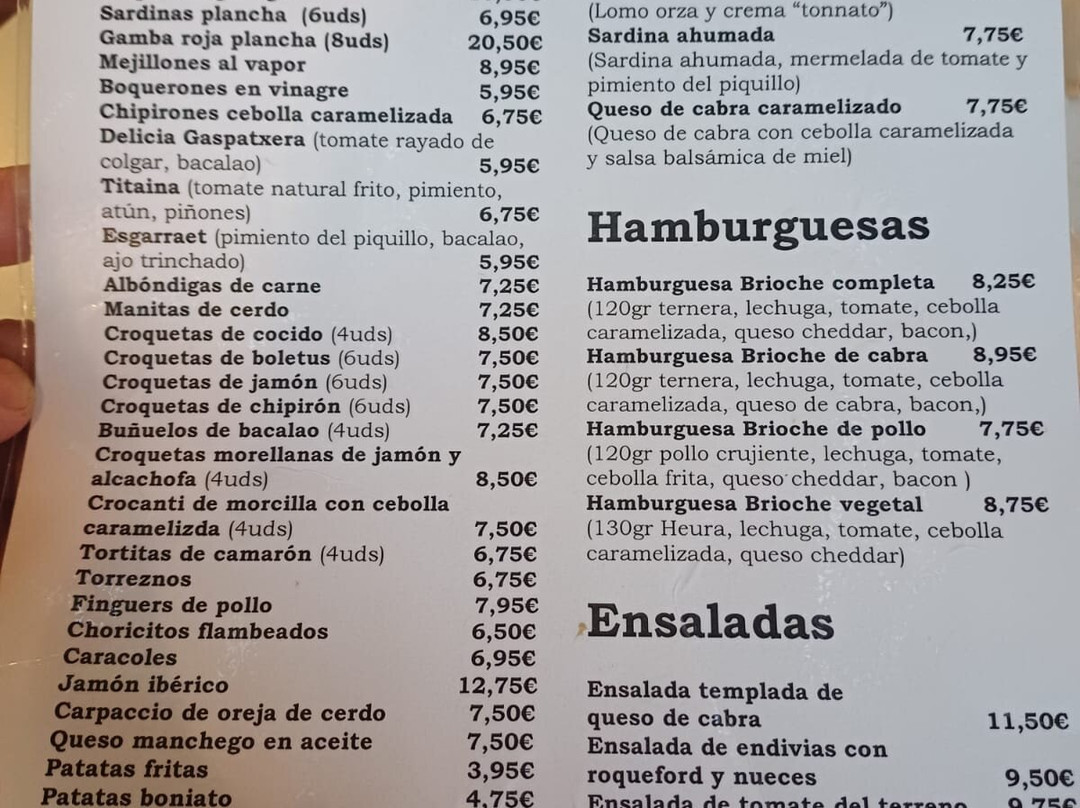 Sardinas plancha (6uds) 6,95€
Gamba roja plancha (8uds) 20,50€
Mejillones al vapor 8,95€
Boquerones en vinagre 5,95€
Chipirones cebolla caramelizada 6,75€
Delicia Gaspatxera (tomate rayado de
colgar, bacalao) 5,95€
Titaina (tomate natural frito, pimiento,
atún, piñones) 6,75€
Esgarraet (pimiento del piquillo, bacalao,
ajo trinchado) 5,95€
Albóndigas de carne 7,25€
Manitas de cerdo 7,25€
Croquetas de cocido (4uds) 8,50€
Croquetas de boletus (6uds) 7,50€
Croquetas de jamón (6uds) 7,50€
Croquetas de chipirón (6uds) 7,50€
Buñuelos de bacalao (4uds) 7,25€
Croquetas morellanas de jamón y
alcachofa (4uds) 8,50€
Crocanti de morcilla con cebolla
caramelizda (4uds) 7,50€
Tortitas de camarón (4uds) 6,75€
Torreznos 6,75€
Finguers de pollo 7,95€
Choricitos flambeados 6,50€
Caracoles 6,95€
Jamón ibérico 12,75€
Carpaccio de oreja de cerdo 7,50€
Queso manchego en aceite 7,50€
Patatas fritas 3,95€
Patatas boniato 4,75€
(Lomo orza y crema “tonnato”)
Sardina ahumada 7,75€
(Sardina ahumada, mermelada de tomate y
pimiento del piquillo)
Queso de cabra caramelizado 7,75€
(Queso de cabra con cebolla caramelizada
y salsa balsámica de miel)
Hamburguesas
Hamburguesa Brioche completa 8,25€
(120gr ternera, lechuga, tomate, cebolla
caramelizada, queso cheddar, bacon,)
Hamburguesa Brioche de cabra 8,95€
(120gr ternera, lechuga, tomate, cebolla
caramelizada, queso de cabra, bacon,)
Hamburguesa Brioche de pollo 7,75€
(120gr pollo crujiente, lechuga, tomate,
cebolla frita, queso cheddar, bacon )
Hamburguesa Brioche vegetal 8,75€
(130gr Heura, lechuga, tomate, cebolla
caramelizada, queso cheddar)
Ensaladas
Ensalada templada de
queso de cabra 11,50€
Ensalada de endivias con
roqueford y nueces 9,50€
Ensalada de tomate del terreno 9,75€